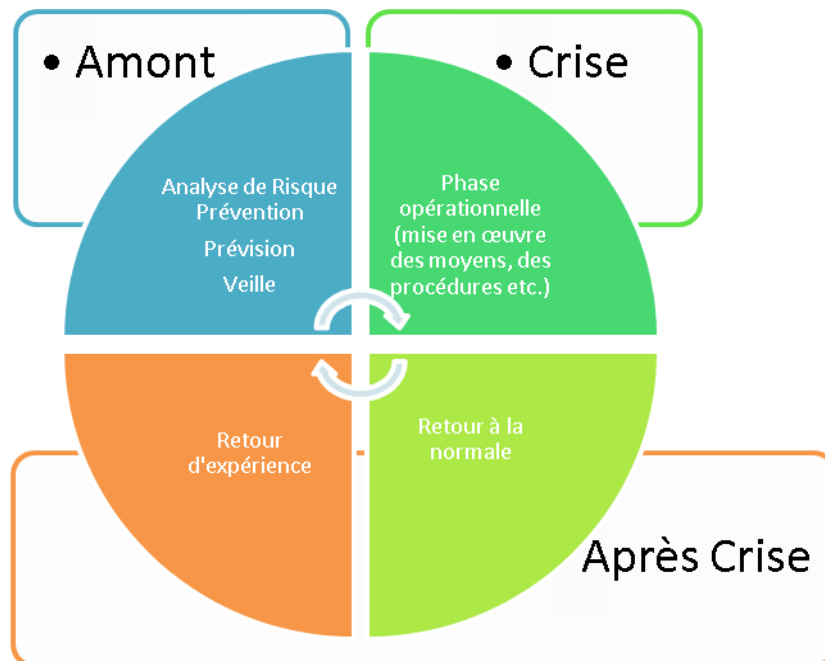 • Amont
• Crise
Analyse de Risque
Prévention
Prévision
Veille
Phase
opérationnelle
(mise en œuvre
des moyens, des
procédures etc.)
Retour
d'expérience
Retour à la
normale
Après Crise